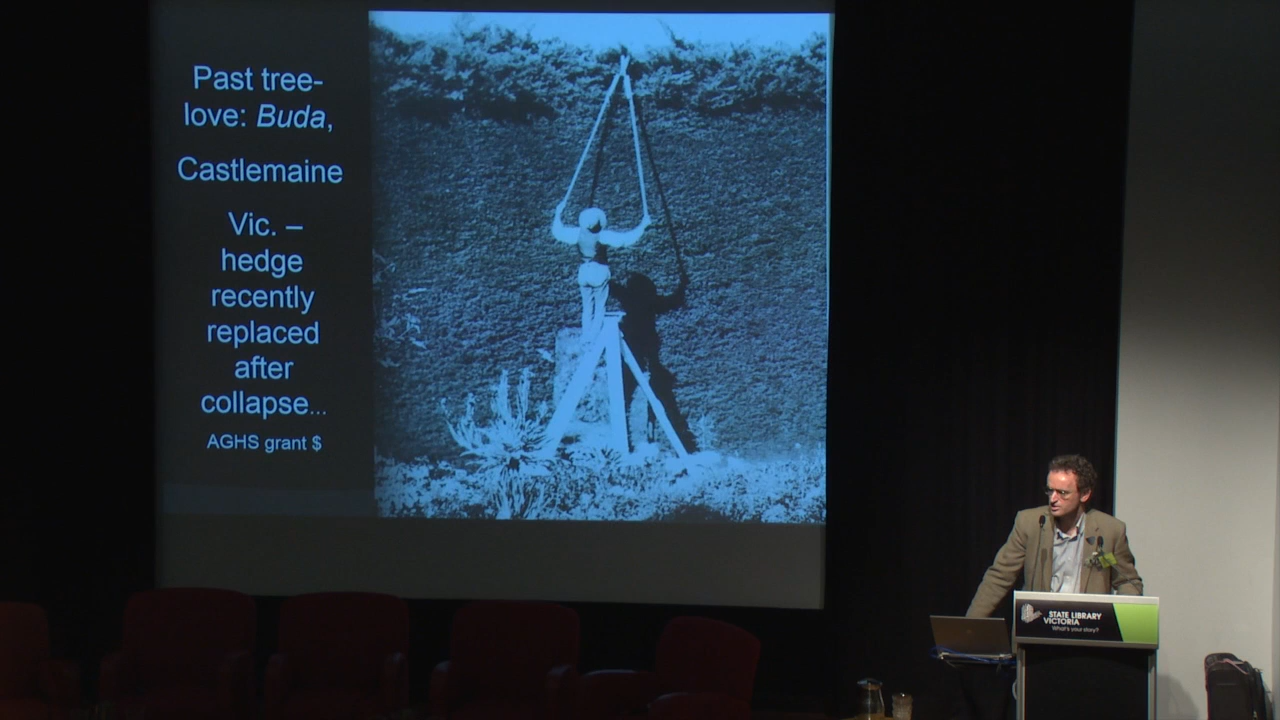 Past tree-
love: Buda,
Castlemaine
Vic. –
hedge
recently
replaced
after
collapse...
AGHS grant $
STATE LIBRARY
VICTORIA
What's your story?